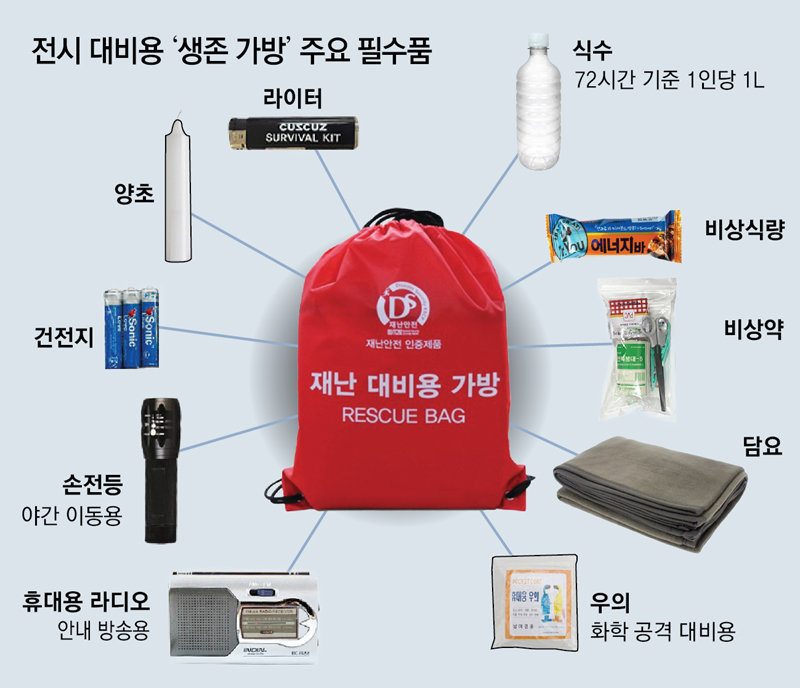 전시 대비용 ‘생존 가방’ 주요 필수품
식수
72시간 기준 1인당 1L
라이터
CUZCUZ
SURVIVAL KIT
양초
비상식량
에너지바
건전지
Sonic
Sonic
비상약
DS
재난안전
재난안전 인증제품
재난 대비용 가방
RESCUE BAG
담요
손전등
야간 이동용
휴대용 라디오
안내 방송용
우의
화학 공격 대비용
휴대용 우의